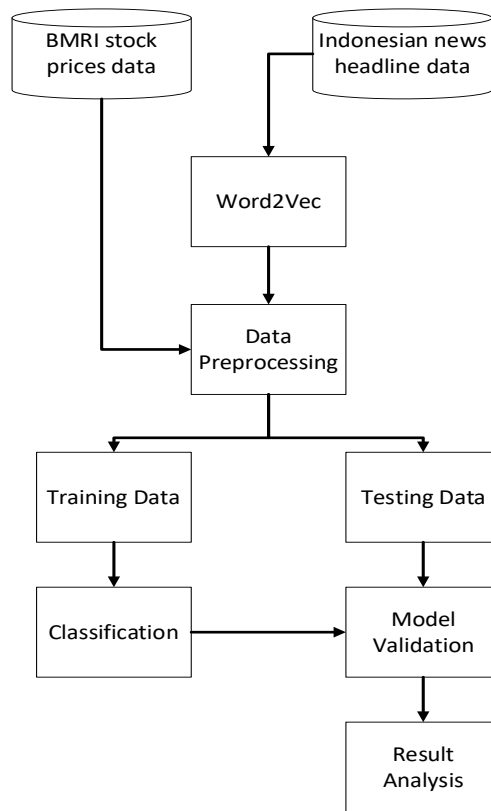 BMRI stock
prices data
Indonesian news
headline data
Word2Vec
Data
Preprocessing
Training Data
Testing Data
Classification
Model
Validation
Result
Analysis